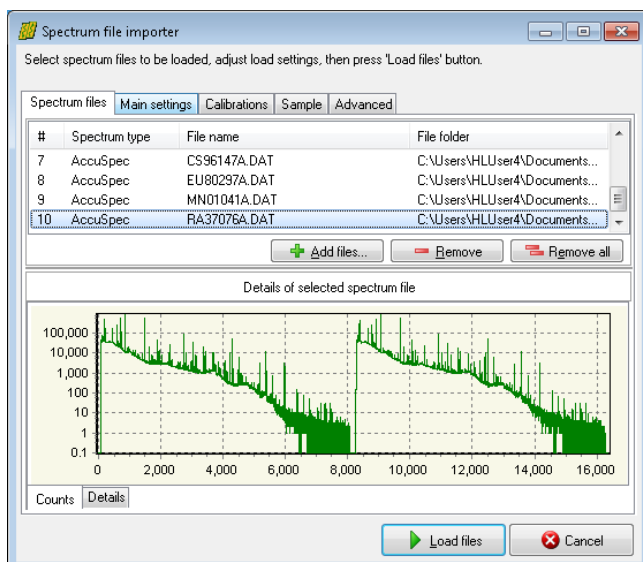 Spectrum file importer
Select spectrum files to be loaded, adjust load settings, then press 'Load files' button.
Spectrum files Main settings Calibrations Sample Advanced
# Spectrum type File name File folder
7 AccuSpec CS96147A.DAT C:\Users\HLUser4\Documents...
8 AccuSpec EU80297A.DAT C:\Users\HLUser4\Documents...
9 AccuSpec MN01041A.DAT C:\Users\HLUser4\Documents...
10 AccuSpec RA37076A.DAT C:\Users\HLUser4\Documents...
Add files... Remove Remove all
Details of selected spectrum file
100,000
10,000
1,000
100
10
1
0.1
0 2,000 4,000 6,000 8,000 10,000 12,000 14,000 16,000
Counts Details
Load files Cancel